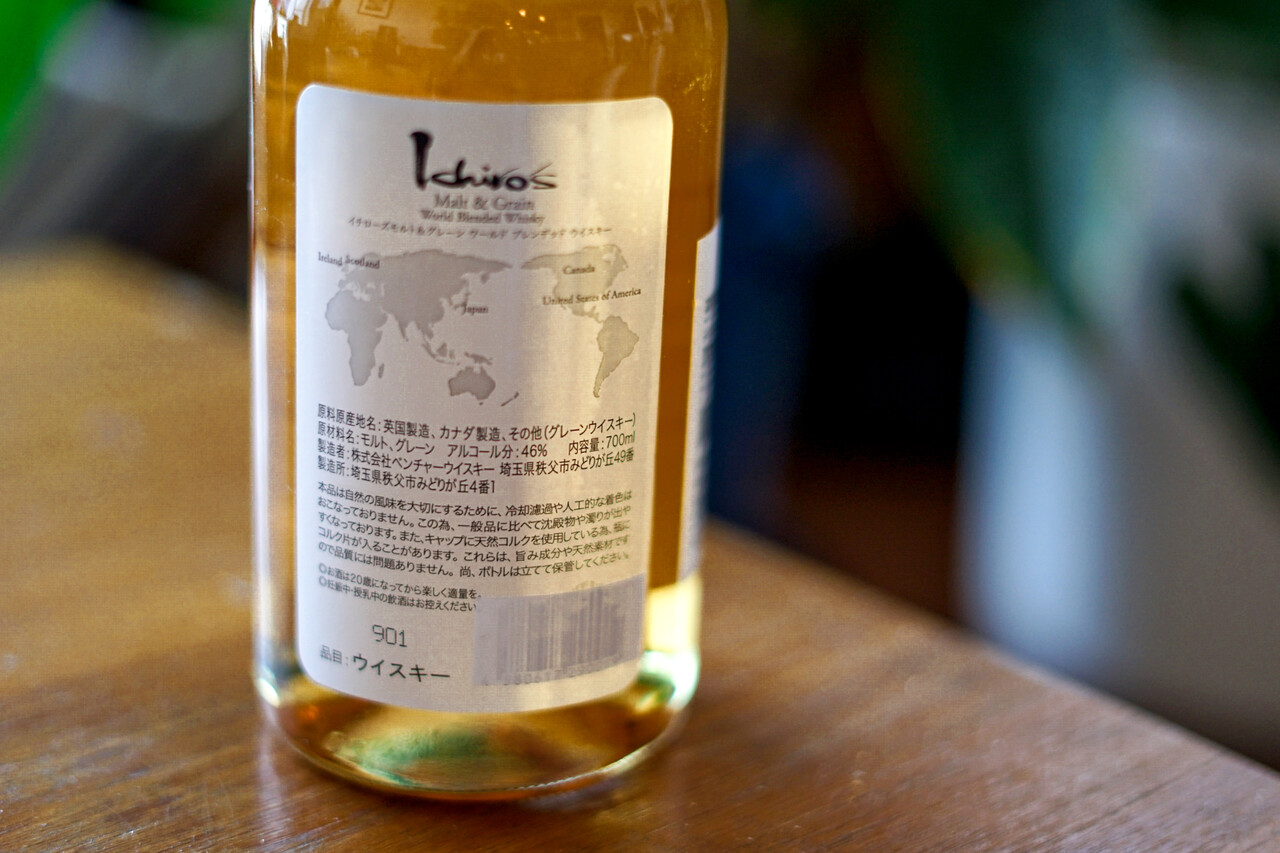 Ichiro's
Malt & Grain
World Blended Whisky
イチローズモルト&グレーン ワールド ブレンデッド ウイスキー
Ireland Scotland
Canada
United States of America
Japan
原料原産地名:英国製造、カナダ製造、その他(グレーンウイスキー)
原材料名:モルト、グレーン アルコール分:46% 内容量:700ml
製造者:株式会社ベンチャーウイスキー 埼玉県秩父市みどりが丘49番
製造所:埼玉県秩父市みどりが丘4番1
本品は自然の風味を大切にするために、冷却濾過や人工的な着色は
おこなっておりません。この為、一般品に比べて沈殿物や濁りが出や
すくなっております。また、キャップに天然コルクを使用している為、瓶に
コルク片が入ることがあります。これらは、旨み成分や天然素材です
ので品質には問題ありません。尚、ボトルは立てて保管してください。
◎お酒は20歳になってから楽しく適量を。
◎妊娠中・授乳中の飲酒はお控えください
901
品目:ウイスキー